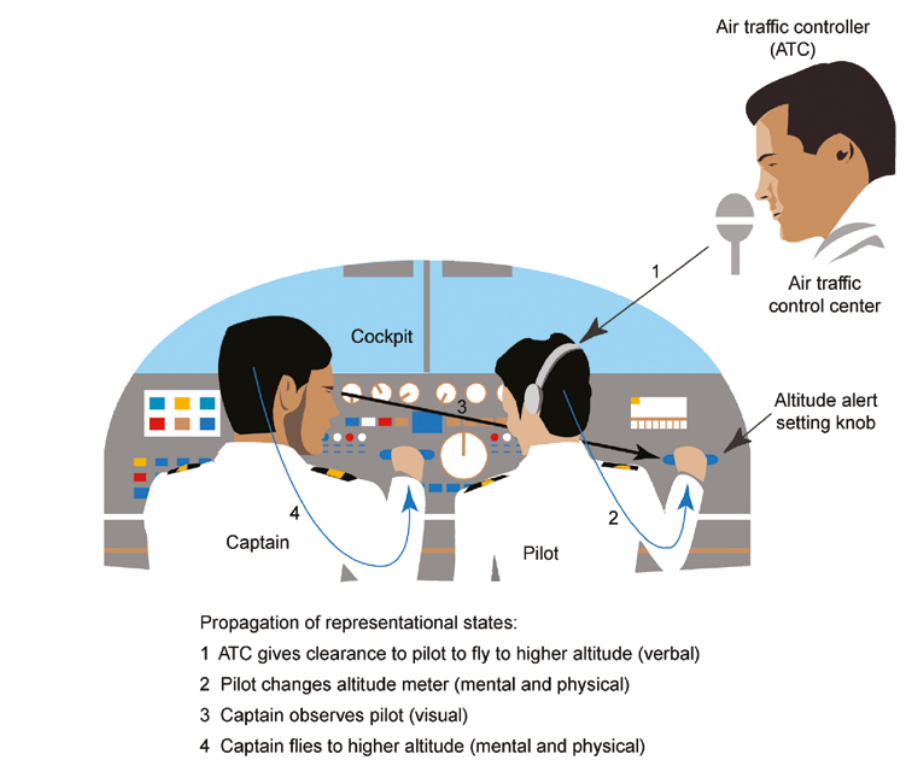 Air traffic controller
(ATC)
1
Air traffic
control center
Cockpit
3
Altitude alert
setting knob
4
2
Captain
Pilot
Propagation of representational states:
1 ATC gives clearance to pilot to fly to higher altitude (verbal)
2 Pilot changes altitude meter (mental and physical)
3 Captain observes pilot (visual)
4 Captain flies to higher altitude (mental and physical)